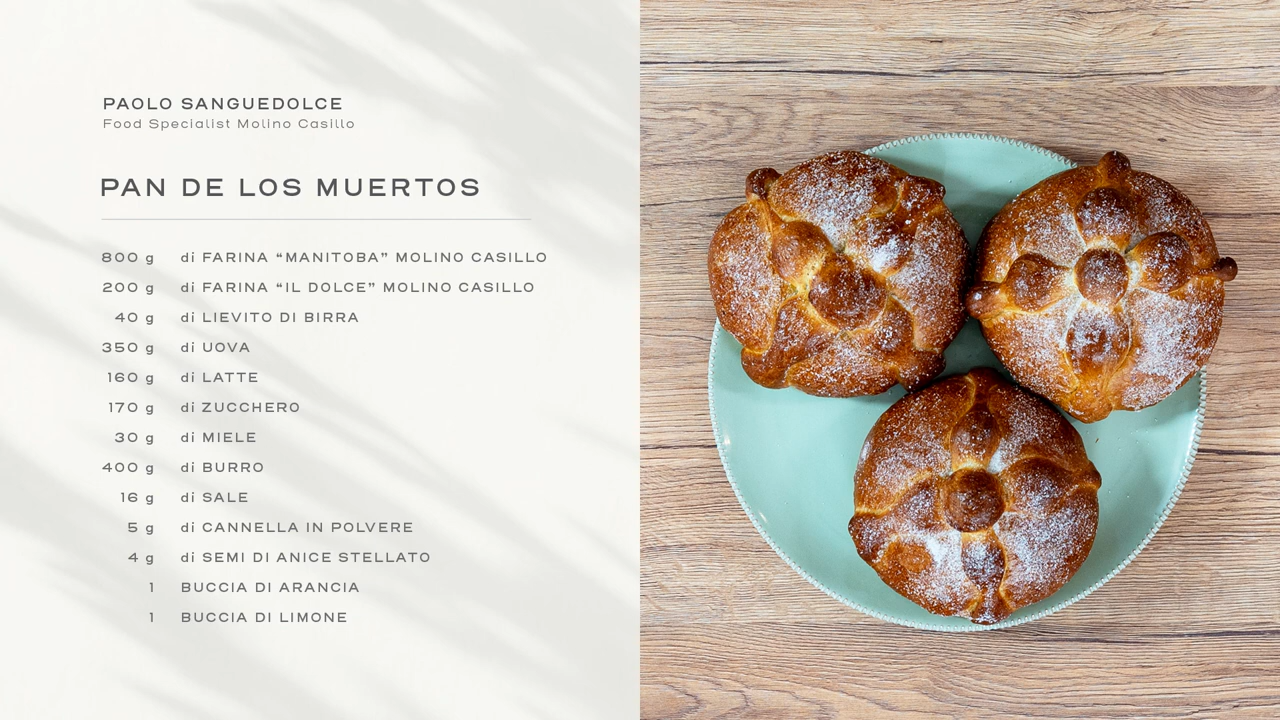 PAOLO SANGUEDOLCE
Food Specialist Molino Casillo
PAN DE LOS MUERTOS
800 g di FARINA “MANITOBA” MOLINO CASILLO
200 g di FARINA “IL DOLCE” MOLINO CASILLO
40 g di LIEVITO DI BIRRA
350 g di UOVA
160 g di LATTE
170 g di ZUCCHERO
30 g di MIELE
400 g di BURRO
16 g di SALE
5 g di CANNELLA IN POLVERE
4 g di SEMI DI ANICE STELLATO
1 BUCCIA DI ARANCIA
1 BUCCIA DI LIMONE